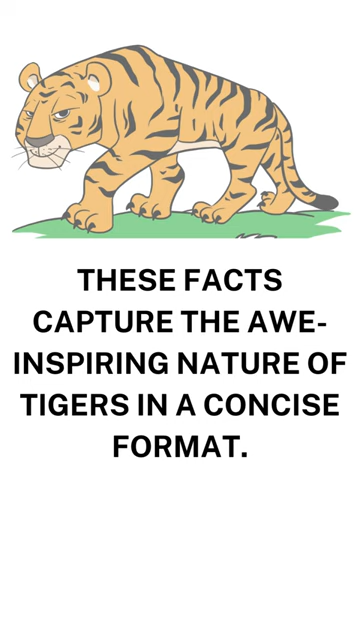 THESE FACTS
CAPTURE THE AWE-
INSPIRING NATURE OF
TIGERS IN A CONCISE
FORMAT.